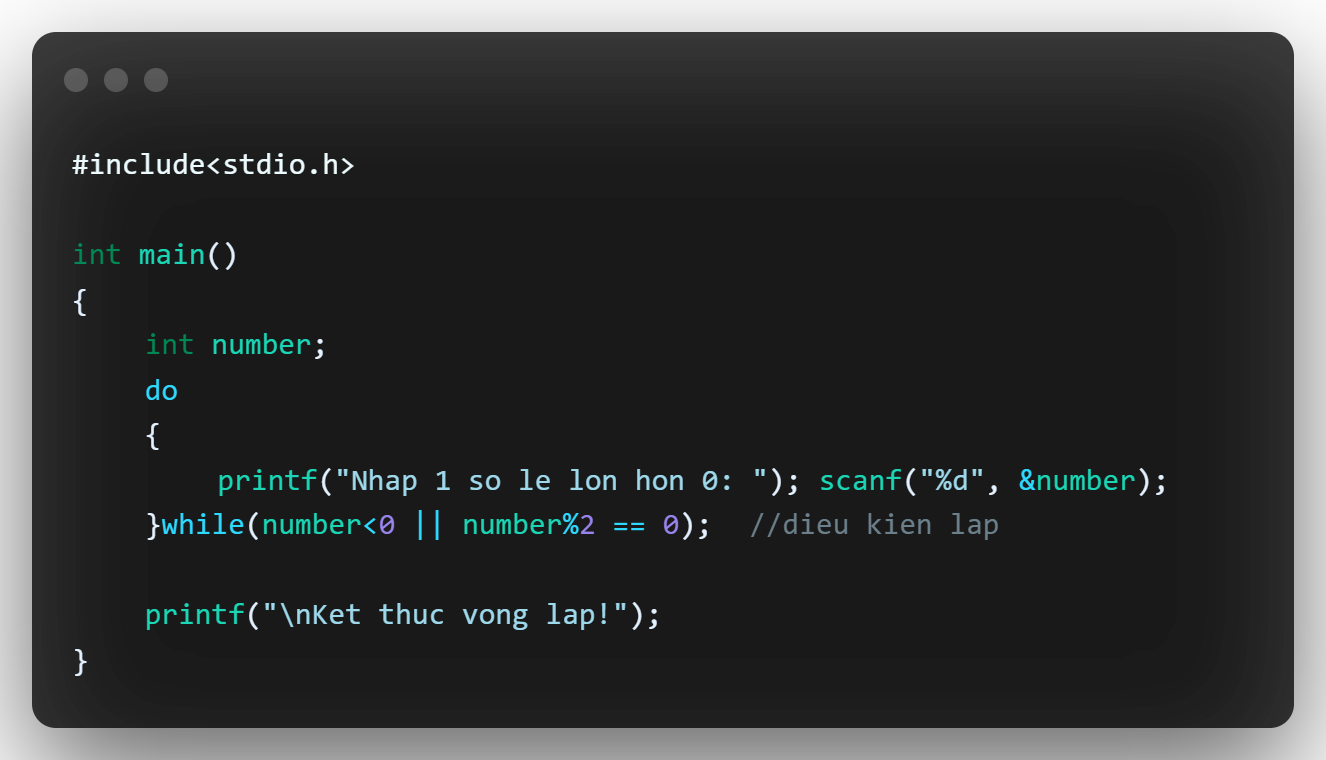 #include<stdio.h>
int main()
{
int number;
do
{
printf("Nhap 1 so le lon hon 0: "); scanf("%d", &number);
}while(number<0 || number%2 == 0);  //dieu kien lap
printf("\nKet thuc vong lap!");
}